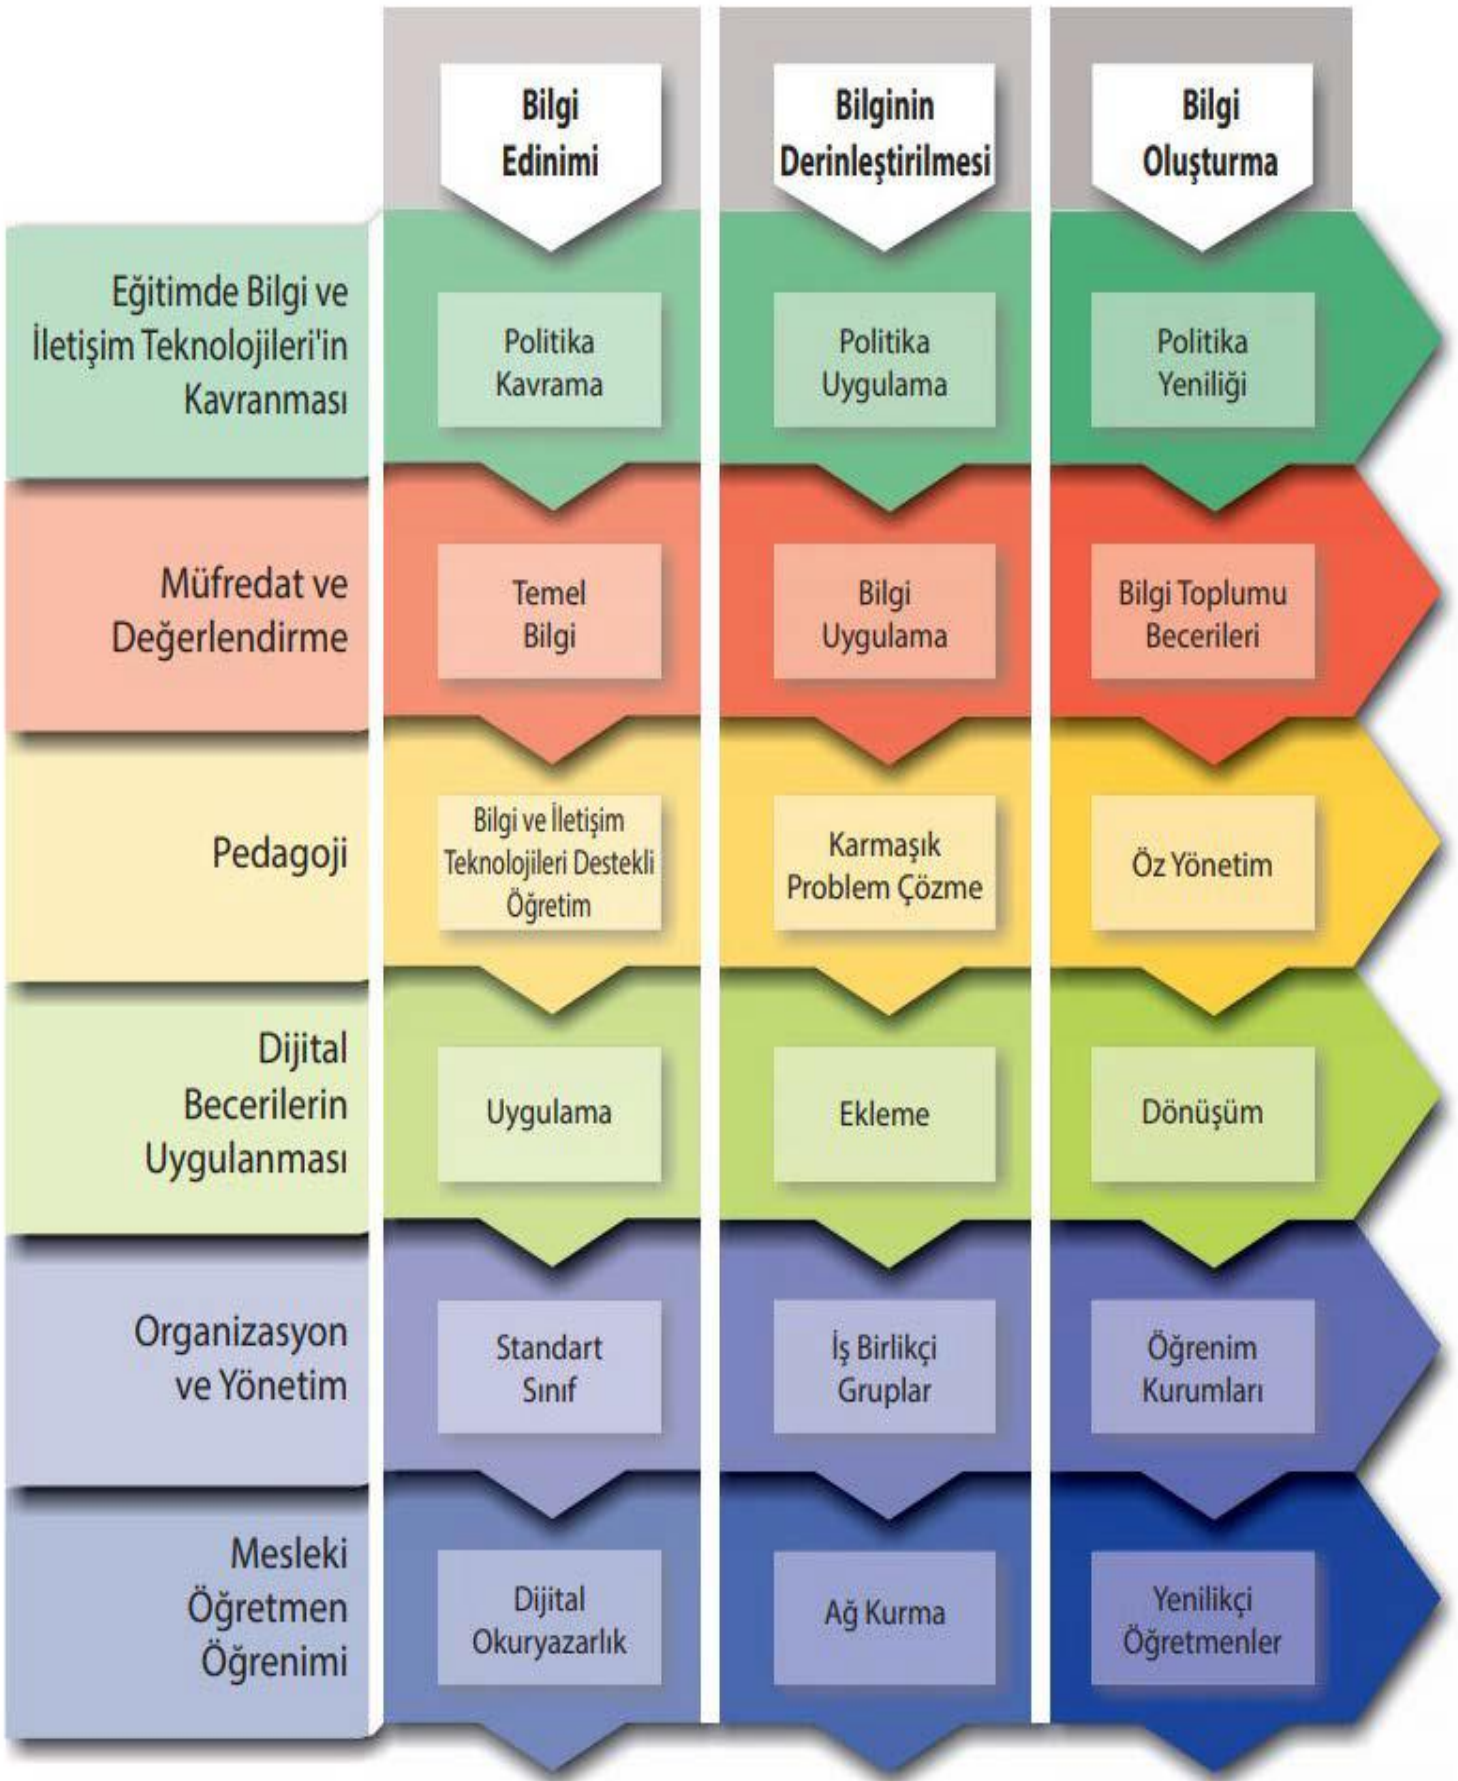 Bilgi
Edinimi
Bilginin
Derinleştirilmesi
Bilgi
Oluşturma
Eğitimde Bilgi ve
İletişim Teknolojileri'in
Kavranması
Politika
Kavrama
Politika
Uygulama
Politika
Yeniliği
Müfredat ve
Değerlendirme
Temel
Bilgi
Bilgi
Uygulama
Bilgi Toplumu
Becerileri
Pedagoji
Bilgi ve İletişim
Teknolojileri Destekli
Öğretim
Karmaşık
Problem Çözme
Öz Yönetim
Dijital
Becerilerin
Uygulanması
Uygulama
Ekleme
Dönüşüm
Organizasyon
ve Yönetim
Standart
Sınıf
İş Birlikçi
Gruplar
Öğrenim
Kurumları
Mesleki
Öğretmen
Öğrenimi
Dijital
Okuryazarlık
Ağ Kurma
Yenilikçi
Öğretmenler